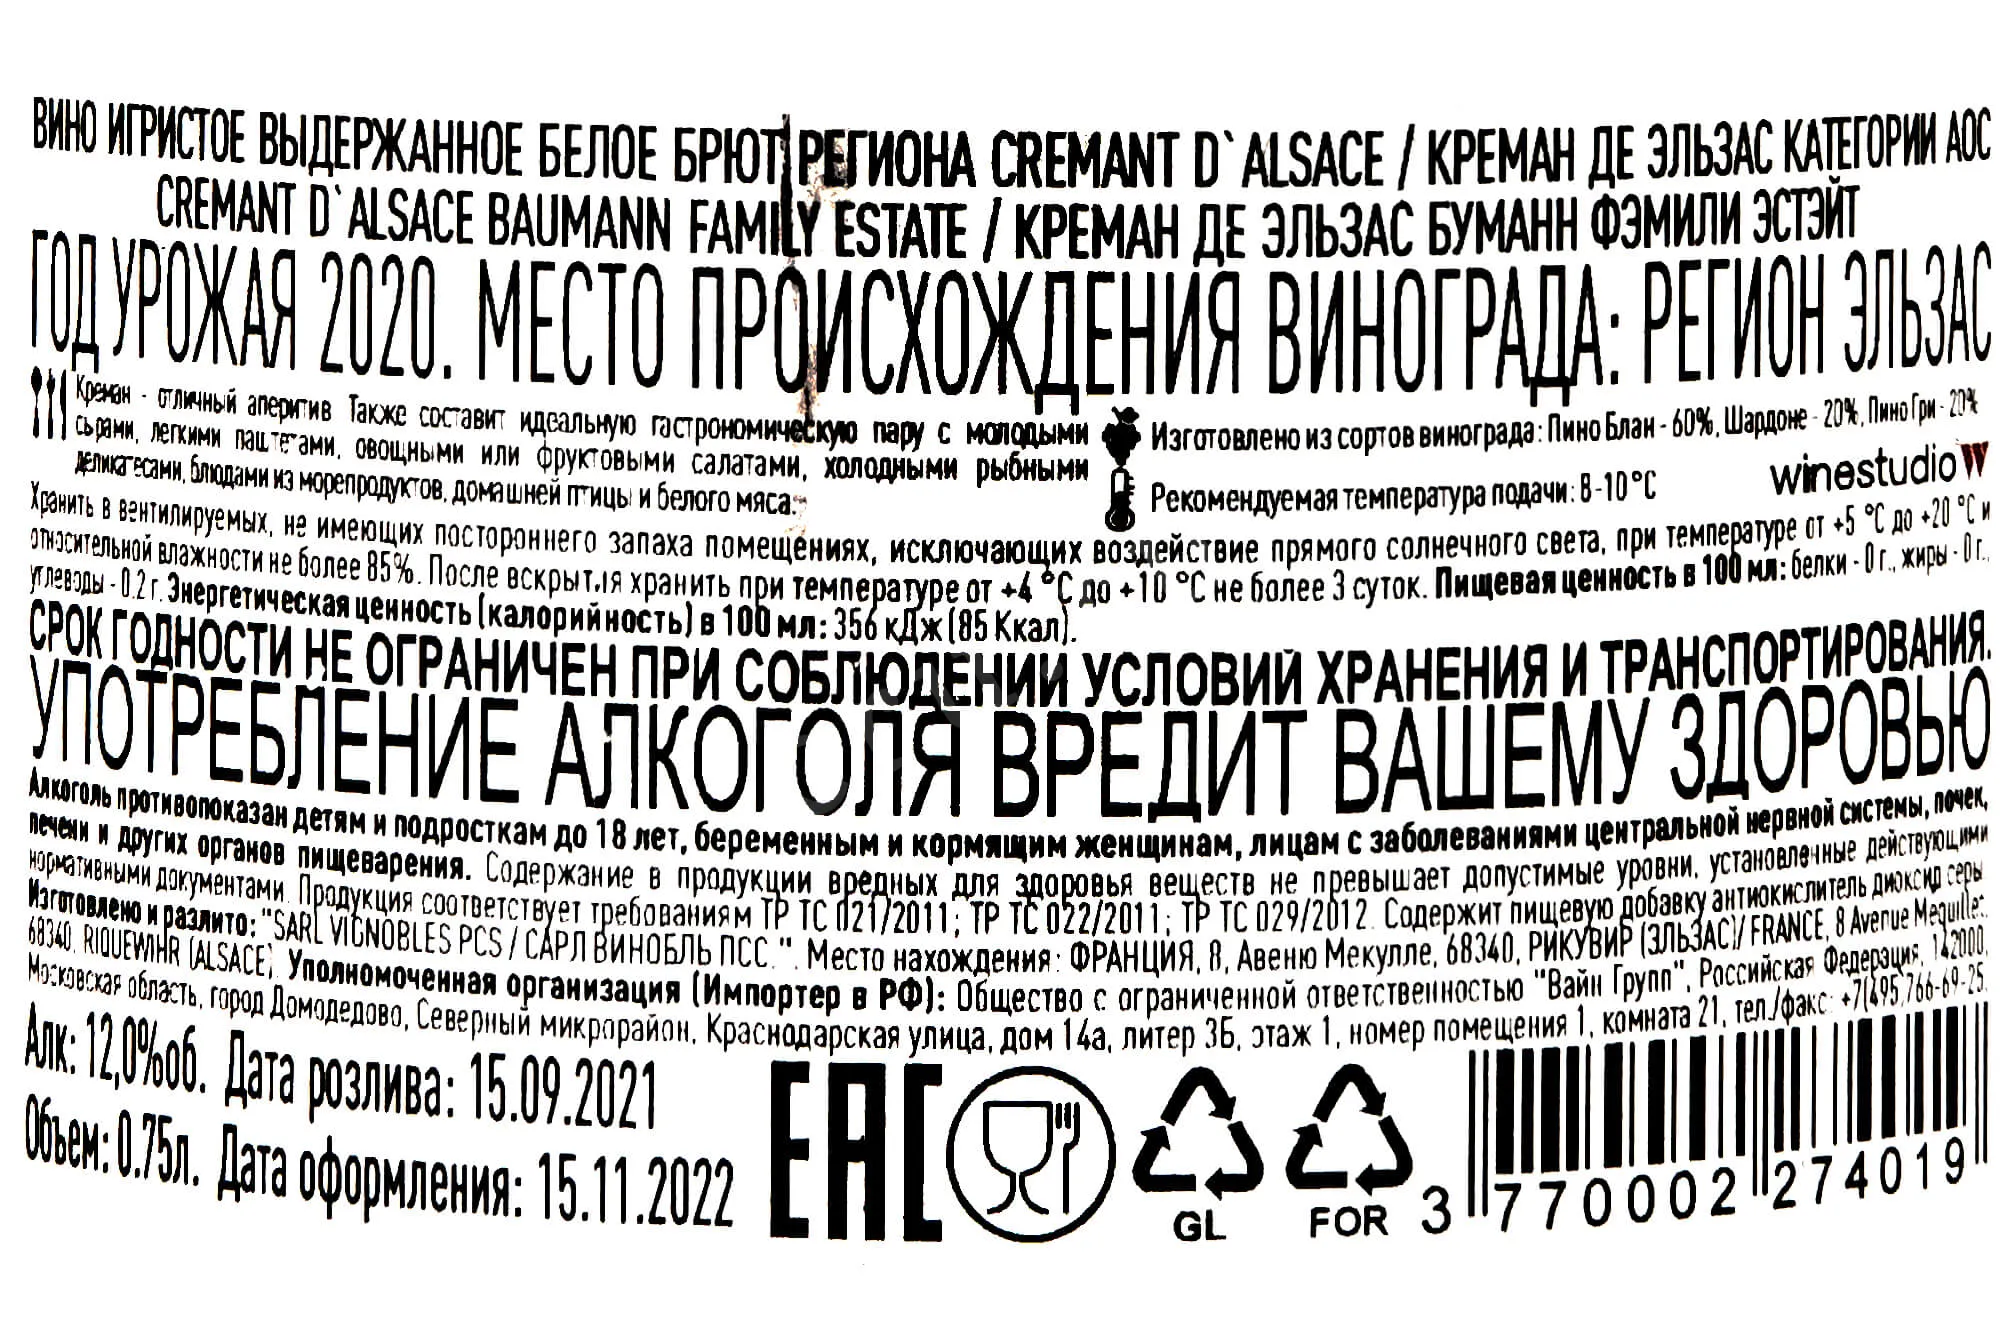 ВИНО ИГРИСТОЕ ВЫДЕРЖАННОЕ БЕЛОЕ БРЮТ РЕГИОНА CREMANT D`ALSACE / КРЕМАН ДЕ ЭЛЬЗАС КАТЕГОРИИ АОС
CREMANT D`ALSACE BAUMANN FAMILY ESTATE / КРЕМАН ДЕ ЭЛЬЗАС БУМАНН ФЭМИЛИ ЭСТЭЙТ
ГОД УРОЖАЯ 2020. МЕСТО ПРОИСХОЖДЕНИЯ ВИНОГРАДА: РЕГИОН ЭЛЬЗАС
Креман - отличный аперитив Также составит идеальную гастрономическую пару с молодыми
сырами, легкими паштетами, овощными или фруктовыми салатами, холодными рыбными
деликатесами, блюдами из морепродуктов, домашней птицы и белого мяса.
Изготовлено из сортов винограда: Пино Блан - 60%, Шардоне - 20%, Пино Гри - 20%
Рекомендуемая температура подачи: 8-10°C
winestudio W
Хранить в вентилируемых, не имеющих постороннего запаха помещениях, исключающих воздействие прямого солнечного света, при температуре от +5 °C до +20 °C и
относительной влажности не более 85%. После вскрытия хранить при температуре от +4 °C до +10 °C не более 3 суток. Пищевая ценность в 100 мл: белки - 0 г., жиры - 0 г.,
углеводы - 0.2 г. Энергетическая ценность (калорийность) в 100 мл: 356 кДж (85 Ккал).
СРОК ГОДНОСТИ НЕ ОГРАНИЧЕН ПРИ СОБЛЮДЕНИЙ УСЛОВИЙ ХРАНЕНИЯ И ТРАНСПОРТИРОВАНИЯ.
УПОТРЕБЛЕНИЕ АЛКОГОЛЯ ВРЕДИТ ВАШЕМУ ЗДОРОВЬЮ
Алкоголь противопоказан детям и подросткам до 18 лет, беременным и кормящим женщинам, лицам с заболеваниями центральной нервной системы, почек,
печени и других органов пищеварения. Содержание в продукции вредных для здоровья веществ не превышает допустимые уровни, установленные действующими
нормативными документами. Продукция соответствует требованиям ТР ТС 021/2011; ТР ТС 022/2011; ТР ТС 029/2012. Содержит пищевую добавку антиокислитель диоксид серы
Изготовлено и разлито: "SARL VIGNOBLES PCS / САРЛ ВИНОБЛЬ ПСС.". Место нахождения: ФРАНЦИЯ, 8, Авеню Мекулле, 68340, РИКУВИР (ЭЛЬЗАС)/ FRANCE, 8 Avenue Mequillet,
68340, RIQUEWIHR (ALSACE). Уполномоченная организация (Импортер в РФ): Общество с ограниченной ответственностью "Вайн Групп", Российская Федерация, 142000,
Московская область, город Домодедово, Северный микрорайон, Краснодарская улица, дом 14а, литер 3Б, этаж 1, номер помещения 1, комната 21, тел./факс: +7(495)766-69-25.
Алк: 12,0%об. Дата розлива: 15.09.2021
Объем: 0.75л. Дата оформления: 15.11.2022
EAC
GL
FOR
3 770002 274019